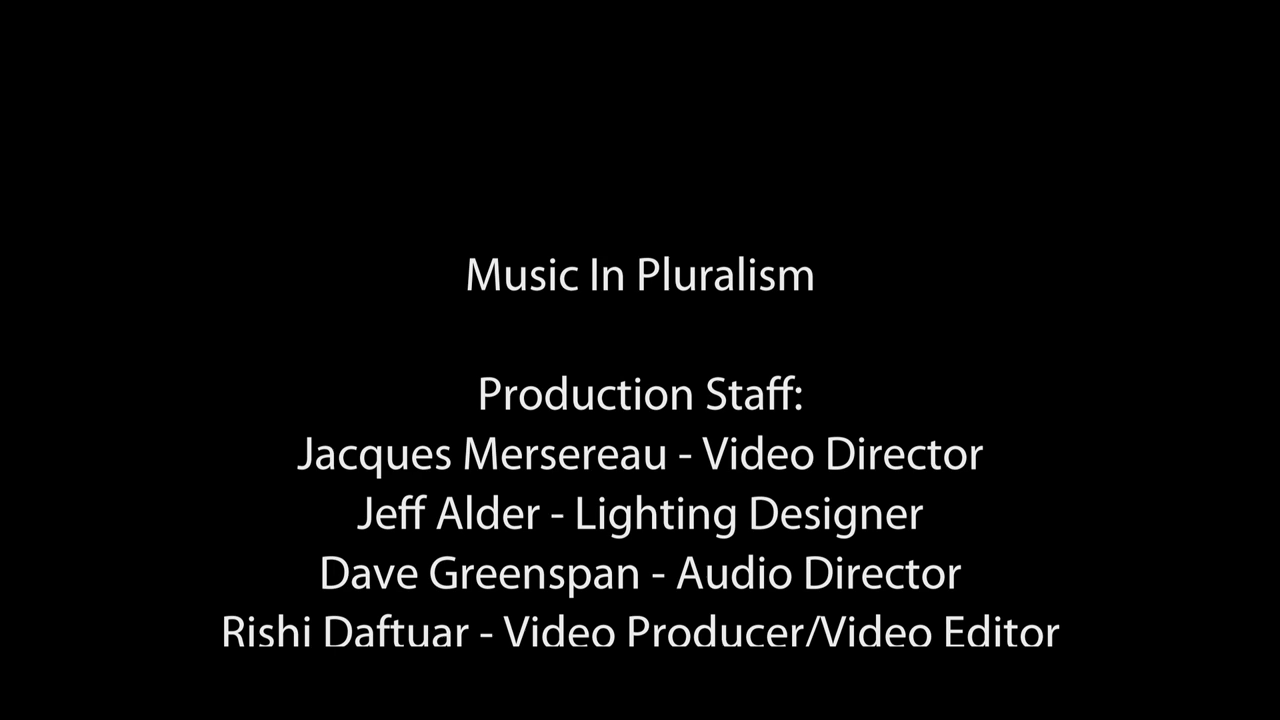 Music In Pluralism
Production Staff:
Jacques Mersereau - Video Director
Jeff Alder - Lighting Designer
Dave Greenspan - Audio Director
Rishi Daftuar - Video Producer/Video Editor